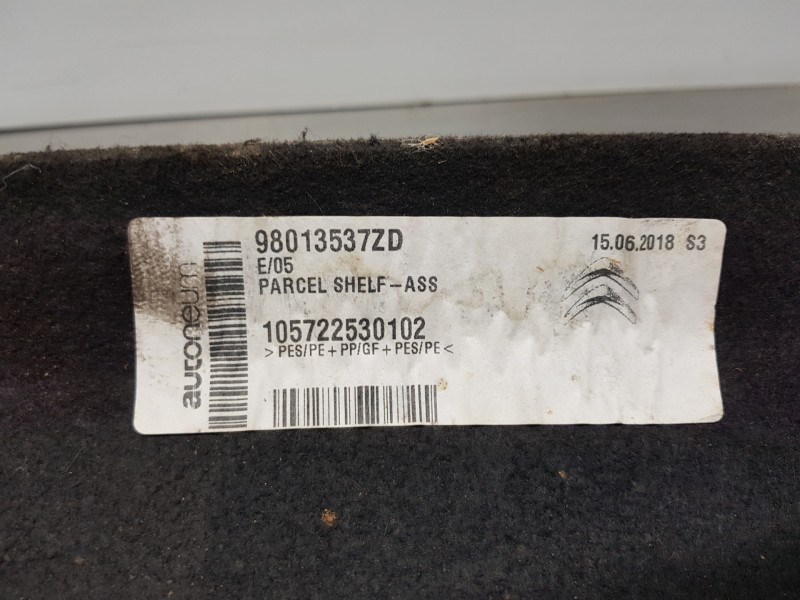 autoneum
98013537ZD
15.06.2018 S3
E/05
PARCEL SHELF-ASS
105722530102
>PES/PE+PP/GF+PES/PE<